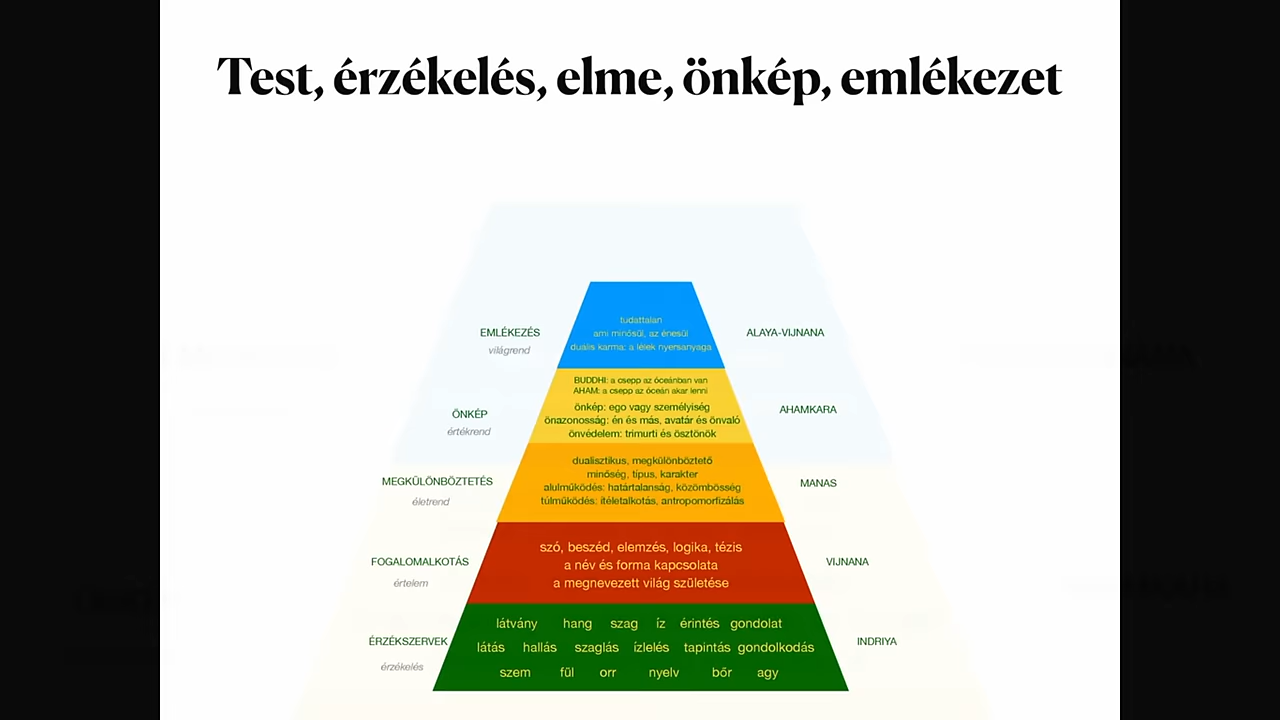 Test, érzékelés, elme, önkép, emlékezet
EMLÉKEZÉS
világrend
tudattalan
ami minősül, az énesül
duális karma: a lélek nyersanyaga
ALAYA-VIJNANA
ÖNKÉP
értékrend
BUDDHI: a csepp az óceánban van
AHAM: a csepp az óceán akar lenni
önkép: ego vagy személyiség
önazonosság: én és más, avatár és önvaló
önvédelem: trimurti és ösztönök
AHAMKARA
MEGKÜLÖNBÖZTETÉS
életrend
dualisztikus, megkülönböztető
minőség, típus, karakter
alulműködés: határtalanság, közömbösség
túlműködés: ítéletalkotás, antropomorfizálás
MANAS
FOGALOMALKOTÁS
értelem
szó, beszéd, elemzés, logika, tézis
a név és forma kapcsolata
a megnevezett világ születése
VIJNANA
ÉRZÉKSZERVEK
érzékelés
látvány hang szag íz érintés gondolat
látás hallás szaglás ízlelés tapintás gondolkodás
szem fül orr nyelv bőr agy
INDRIYA